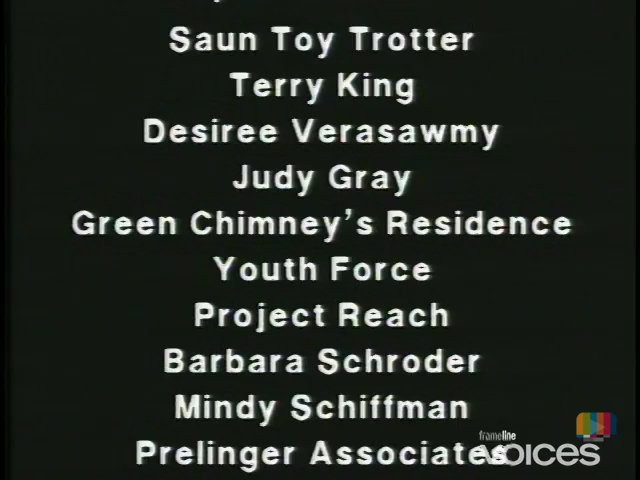 Saun Toy Trotter
Terry King
Desiree Verasawmy
Judy Gray
Green Chimney's Residence
Youth Force
Project Reach
Barbara Schroder
Mindy Schiffman
Prelinger Associates
frameline
voices